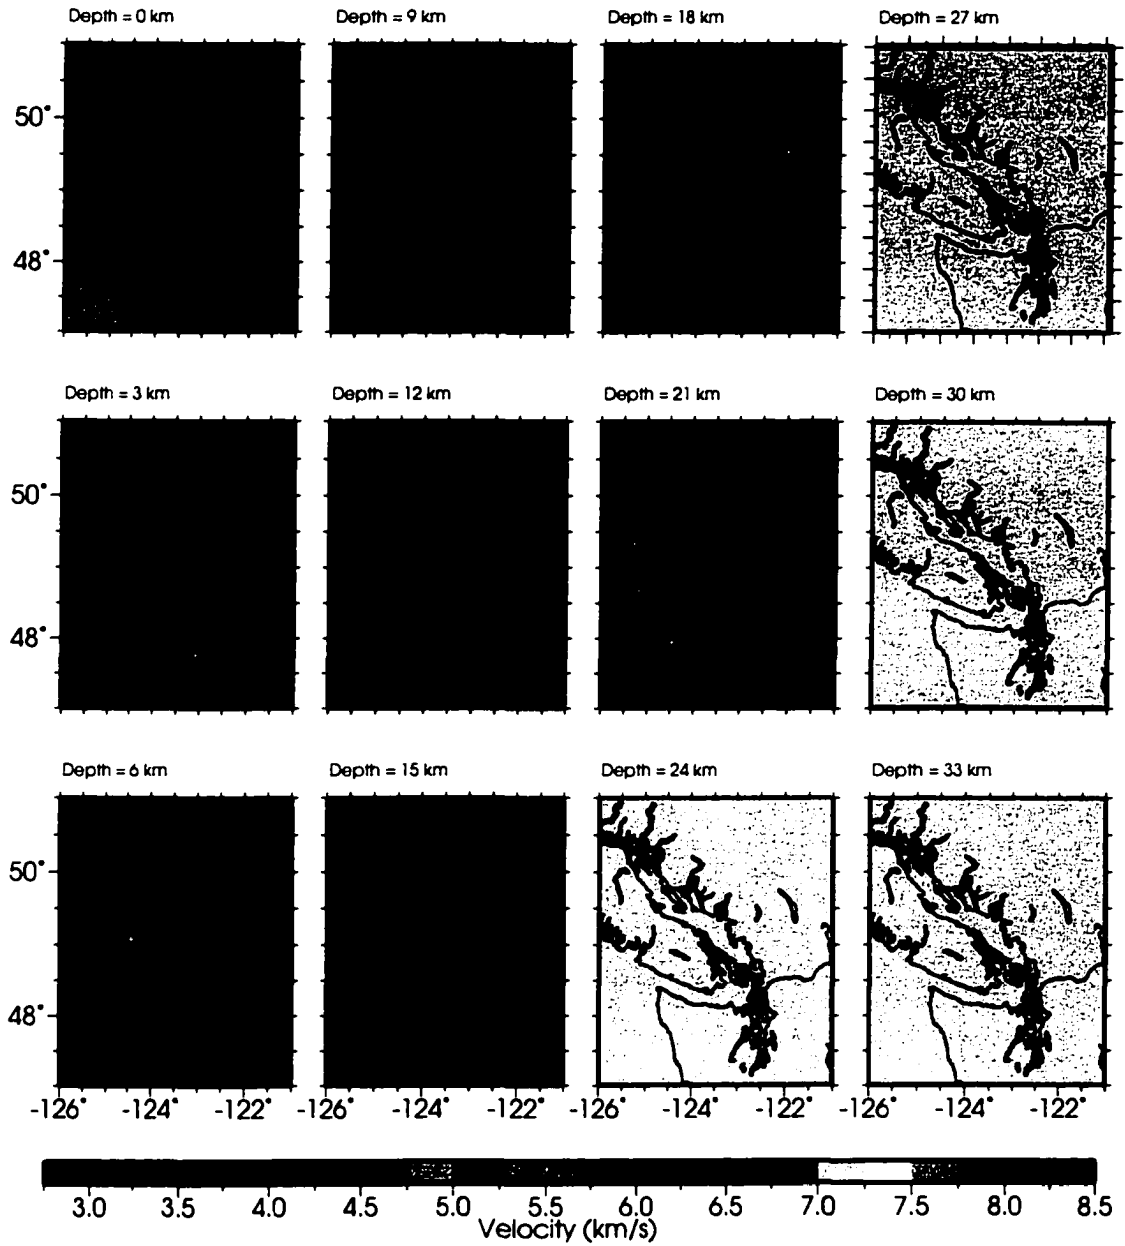 Depth = 0 km Depth = 9 km Depth = 18 km Depth = 27 km
50°
48°
Depth = 3 km Depth = 12 km Depth = 21 km Depth = 30 km
50°
48°
Depth = 6 km Depth = 15 km Depth = 24 km Depth = 33 km
50°
48°
-126° -124° -122° -126° -124° -122° -126° -124° -122° -126° -124° -122°
3.0 3.5 4.0 4.5 5.0 5.5 6.0 6.5 7.0 7.5 8.0 8.5
Velocity (km/s)